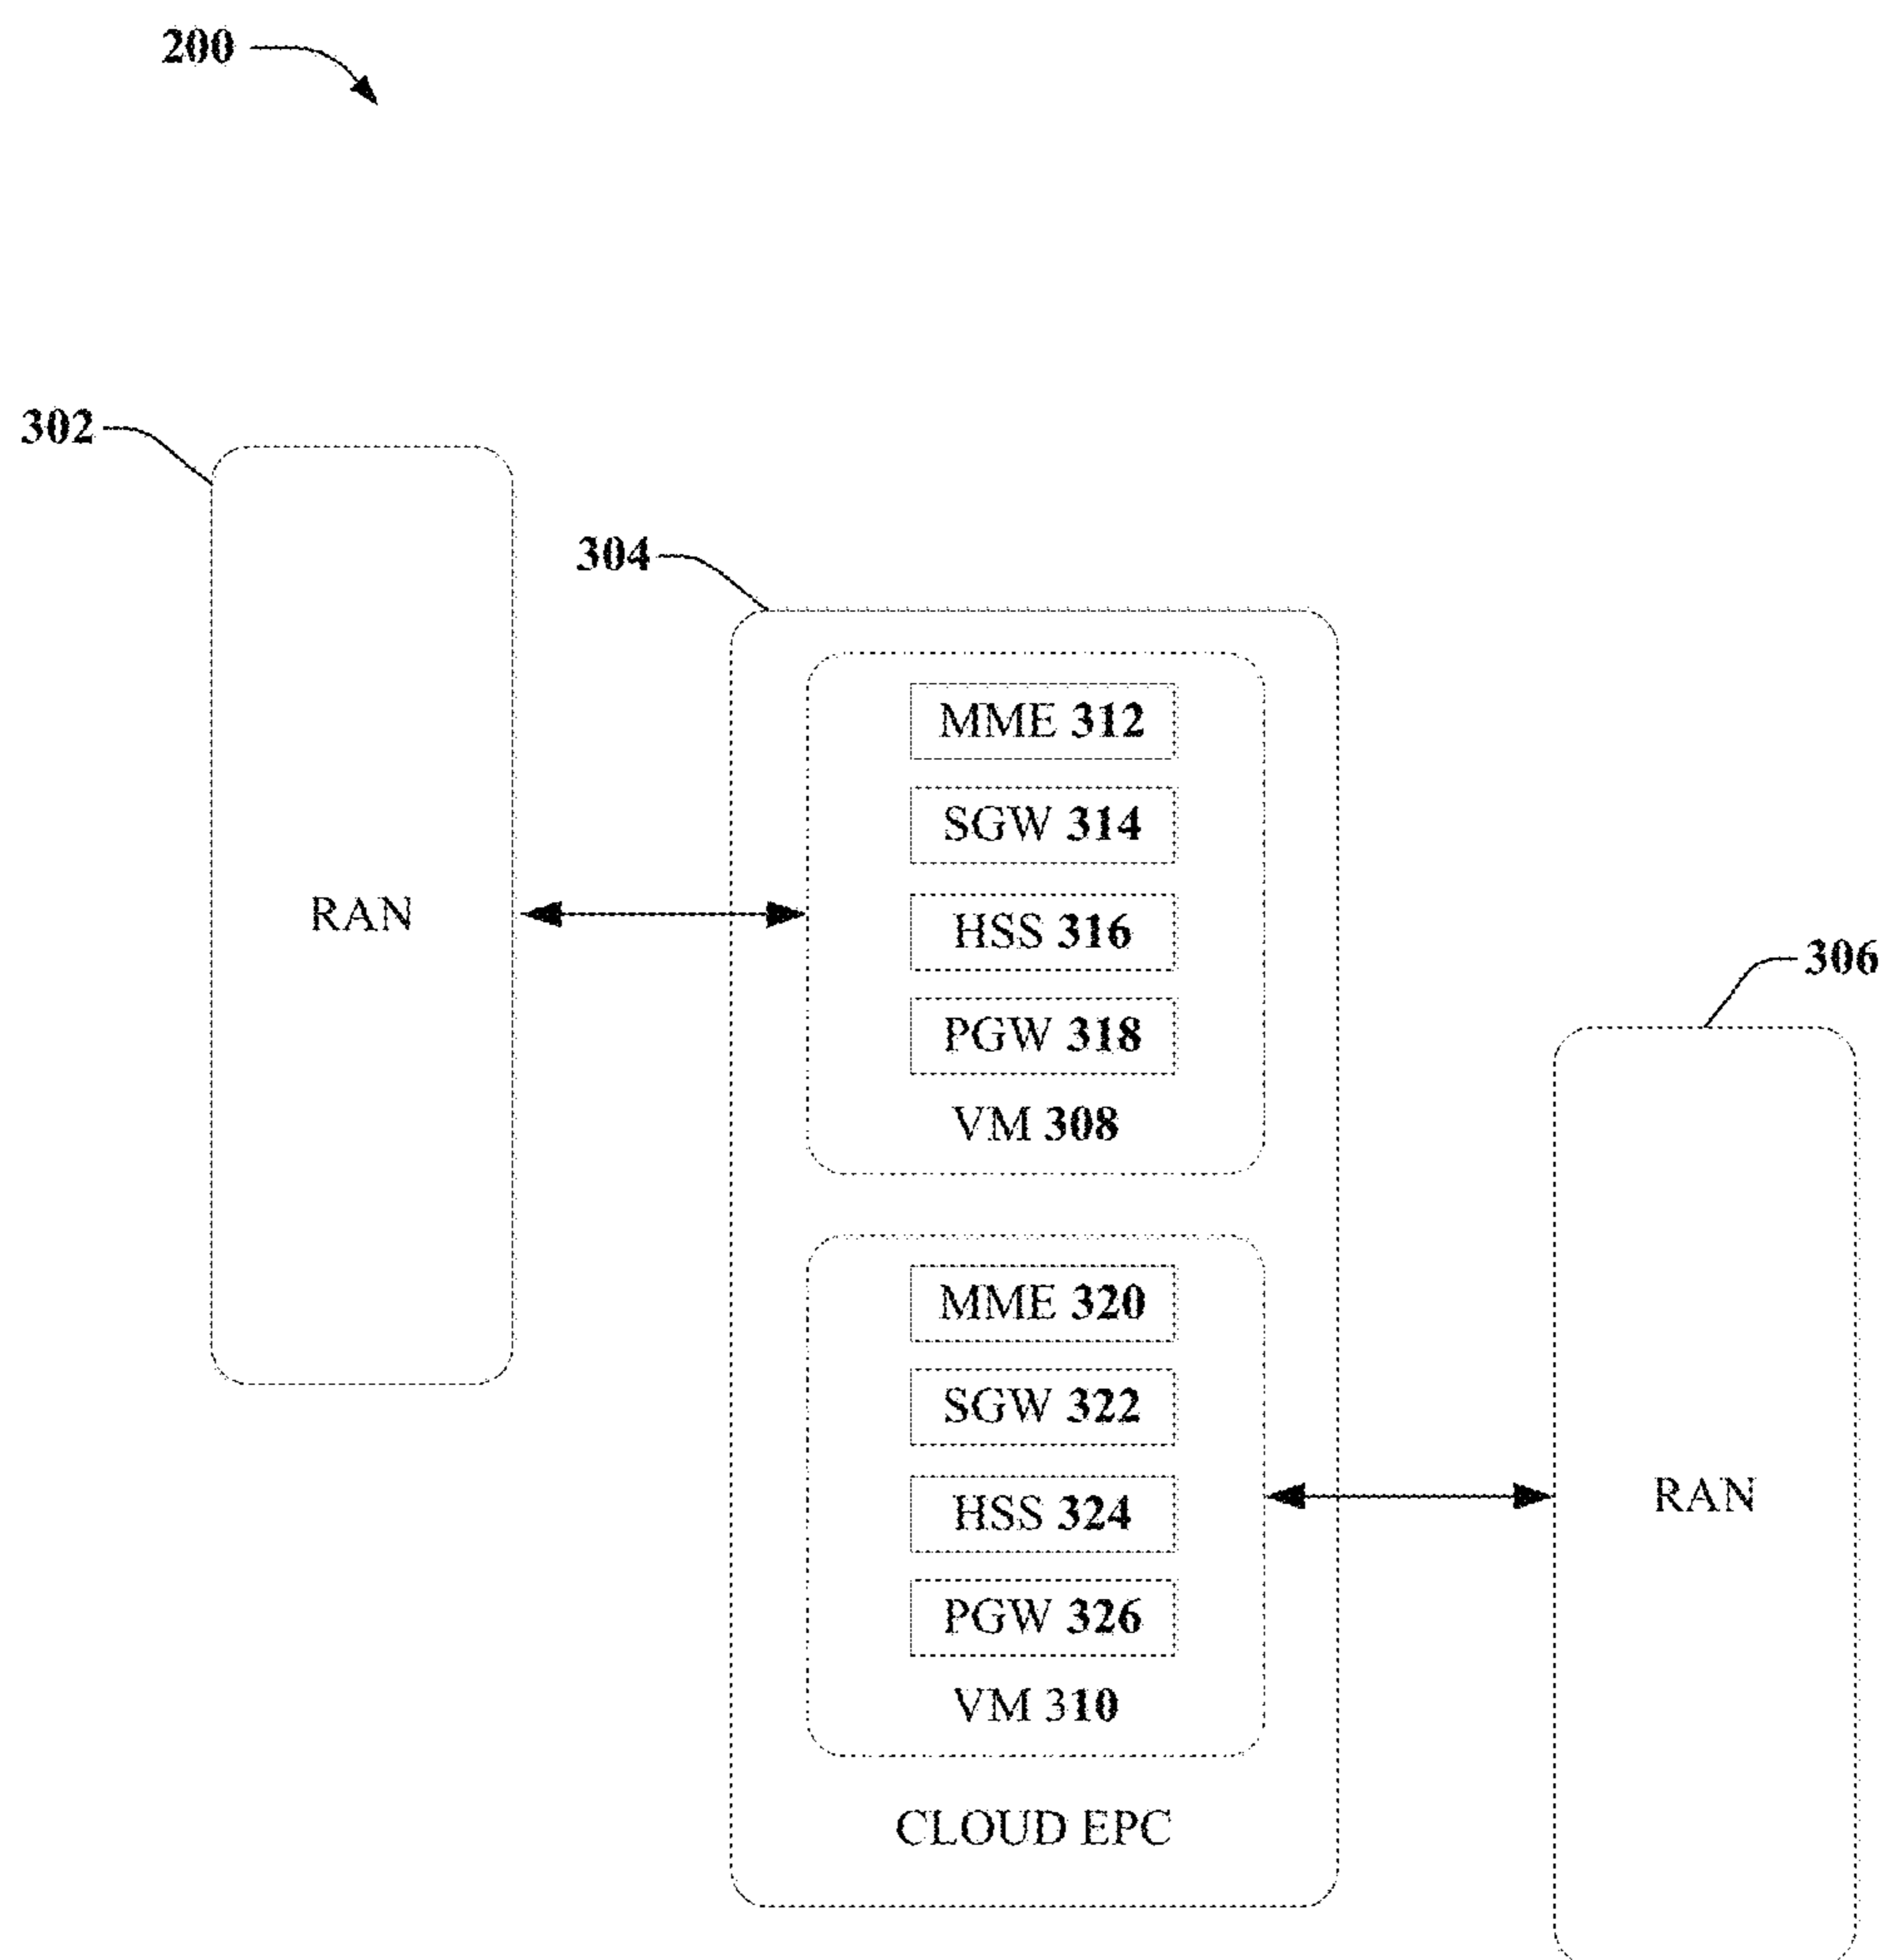 200
302
304
MME 312
SGW 314
RAN
HSS 316
306
PGW 318
VM 308
MME 320
SGW 322
HSS 324
RAN
PGW 326
VM 310
CLOUD EPC